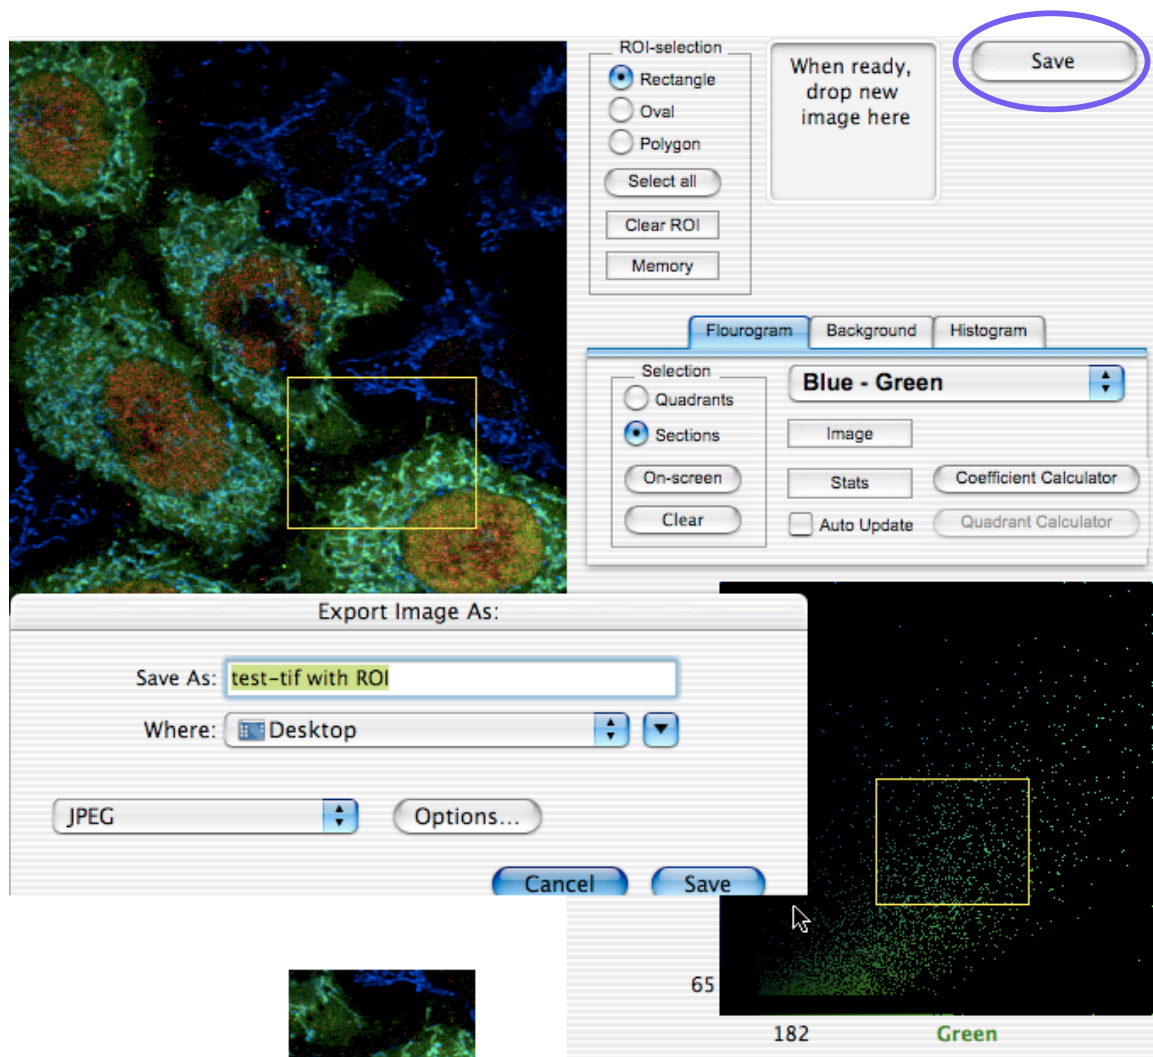 ROI-selection
Rectangle
Oval
Polygon
Select all
Clear ROI
Memory
When ready,
drop new
image here
Save
Flourogram
Background
Histogram
Selection
Quadrants
Sections
On-screen
Clear
Blue - Green
Image
Stats
Coefficient Calculator
Auto Update
Quadrant Calculator
Export Image As:
Save As: test-tif with ROI
Where: Desktop
JPEG
Options...
Cancel
Save
65
182
Green